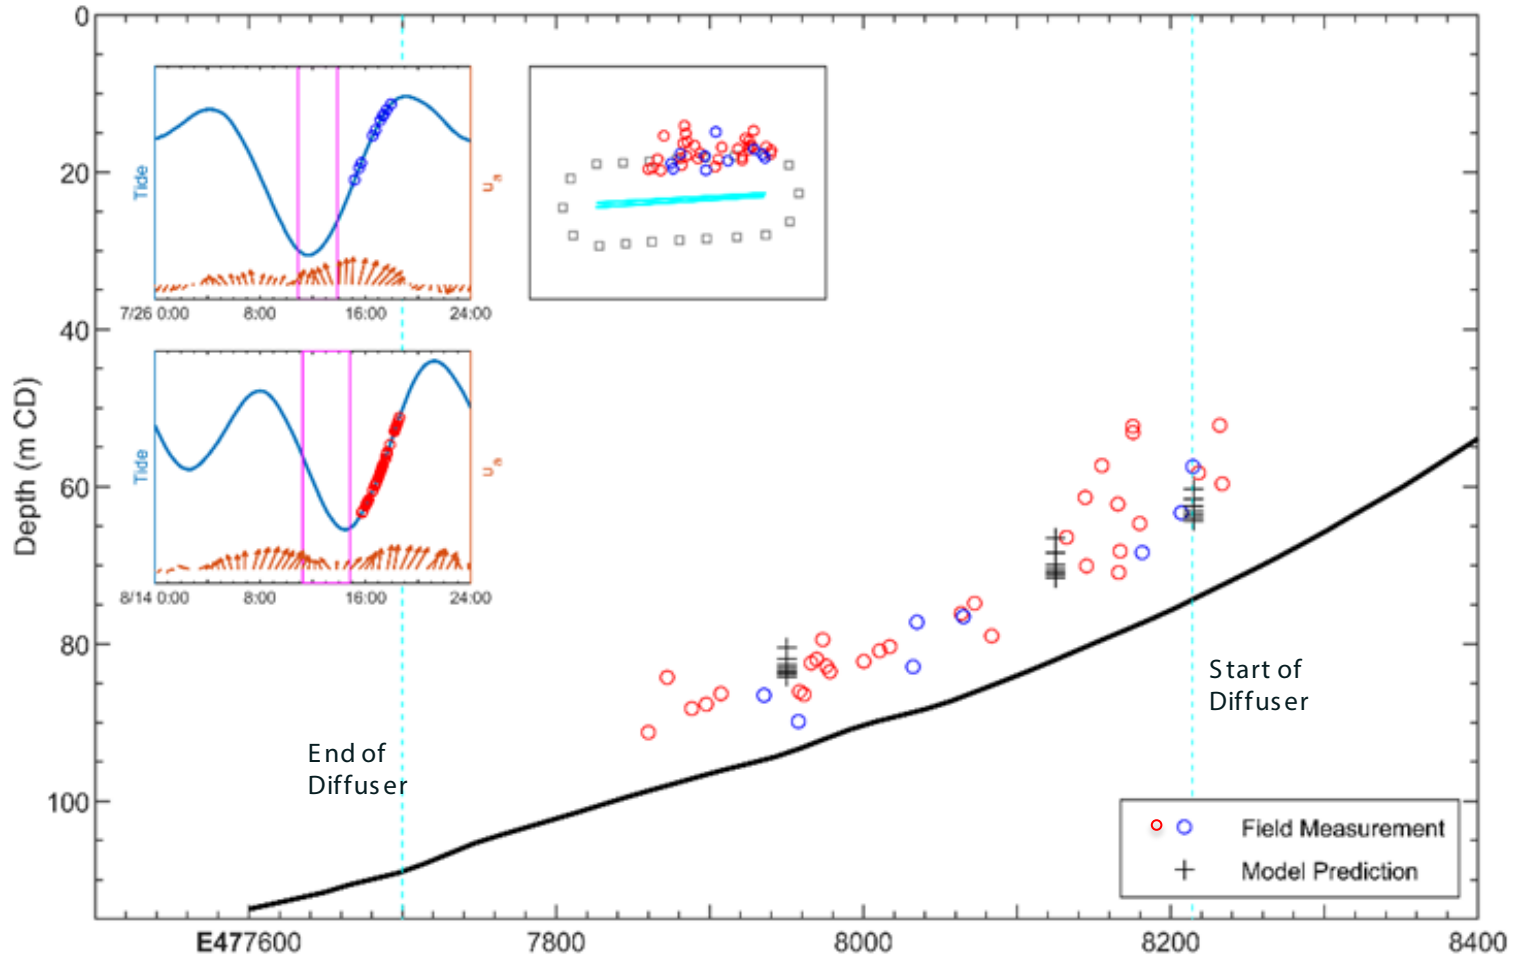 0
20
40
60
80
100
Depth (m CD)
Tide
u_a
7/26 0:00 8:00 16:00 24:00
Tide
u_a
8/14 0:00 8:00 16:00 24:00
End of
Diffuser
Start of
Diffuser
Field Measurement
Model Prediction
E477600 7800 8000 8200 8400